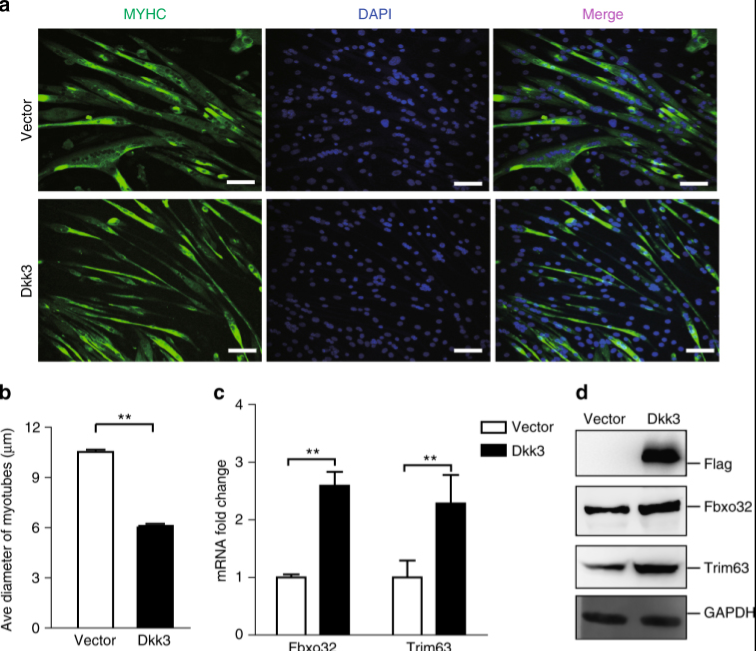 a
MYHC DAPI Merge
Vector
Dkk3
b
Ave diameter of myotubes (µm)
12
9
6
3
0
**
Vector Dkk3
c
mRNA fold change
4
3
2
1
0
** **
Fbxo32 Trim63
Vector
Dkk3
d
Vector Dkk3
Flag
Fbxo32
Trim63
GAPDH